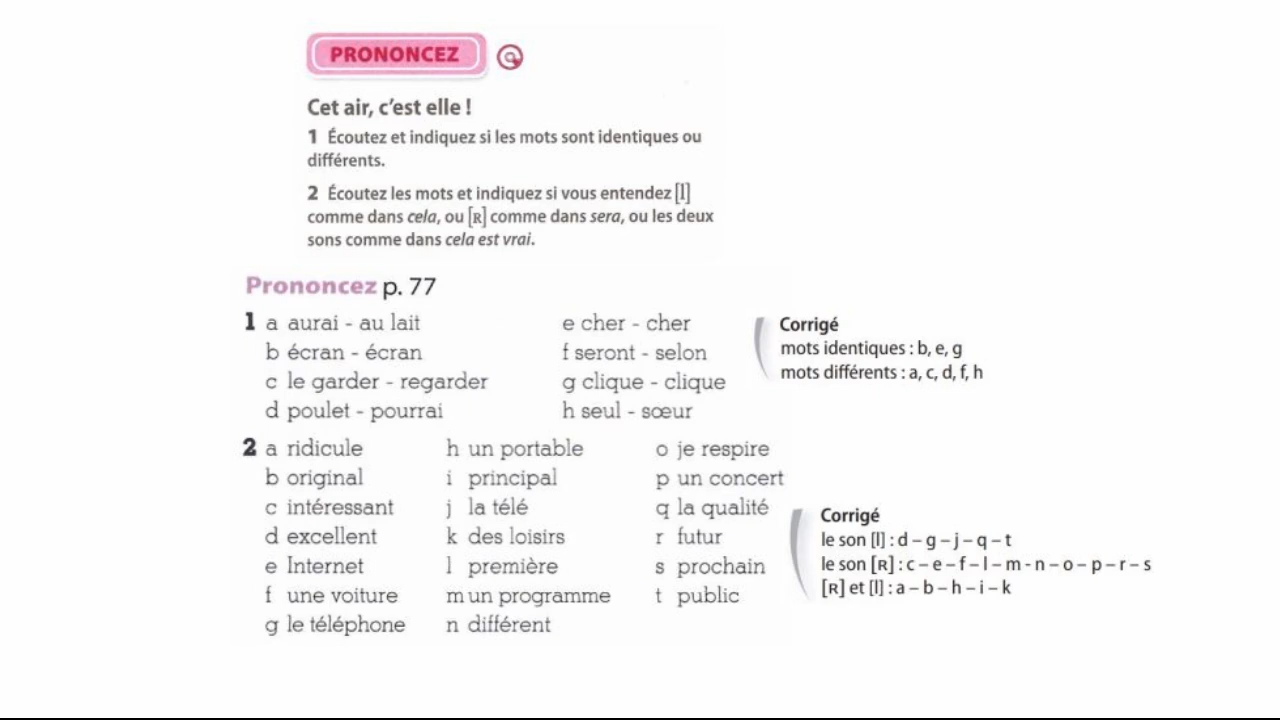 PRONONCEZ
Cet air, c'est elle !
1 Écoutez et indiquez si les mots sont identiques ou
différents.
2 Écoutez les mots et indiquez si vous entendez [l]
comme dans cela, ou [ʀ] comme dans sera, ou les deux
sons comme dans cela est vrai.
Prononcez p. 77
1 a aurai - au lait
b écran - écran
c le garder - regarder
d poulet - pourrai
e cher - cher
f seront - selon
g clique - clique
h seul - sœur
Corrigé
mots identiques : b, e, g
mots différents : a, c, d, f, h
2 a ridicule
b original
c intéressant
d excellent
e Internet
f une voiture
g le téléphone
h un portable
i principal
j la télé
k des loisirs
l première
m un programme
n différent
o je respire
p un concert
q la qualité
r futur
s prochain
t public
Corrigé
le son [l] : d – g – j – q – t
le son [ʀ] : c – e – f – l – m - n – o – p – r – s
[ʀ] et [l] : a – b – h – i – k